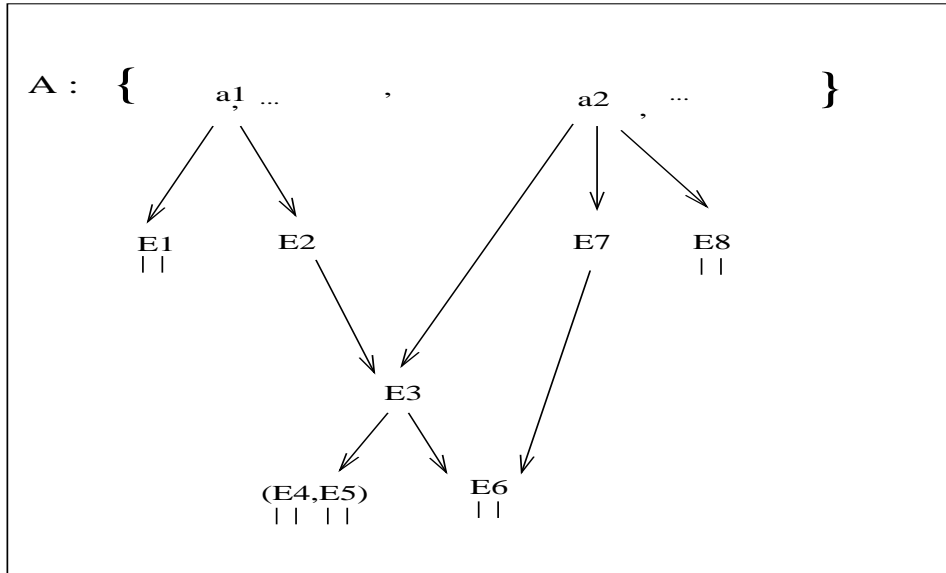 A : { a1, ... , a2 , ... }
E1 E2 E7 E8
E3
(E4,E5) E6